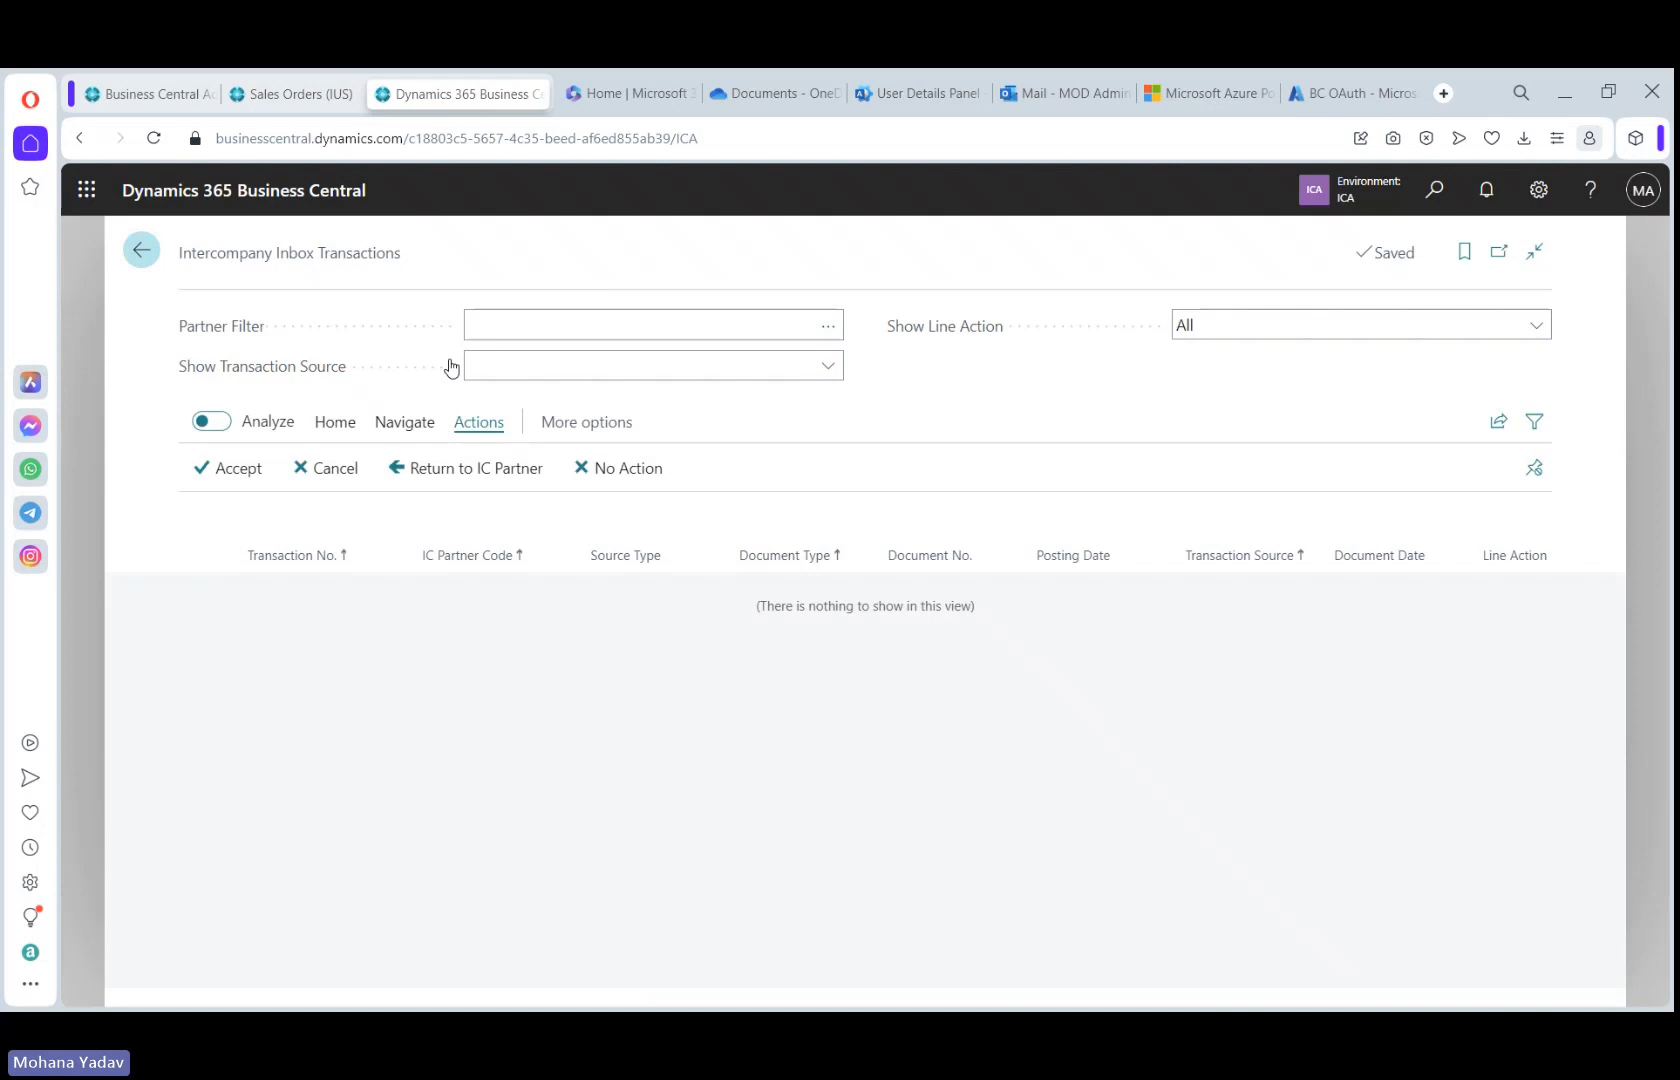 Business Central Ac
Sales Orders (IUS)
Dynamics 365 Business Ce
Home | Microsoft 3
Documents - OneD
User Details Panel
Mail - MOD Admin
Microsoft Azure Po
BC OAuth - Micros
businesscentral.dynamics.com/c18803c5-5657-4c35-beed-af6ed855ab39/ICA
Dynamics 365 Business Central
ICA
Environment:
ICA
MA
Intercompany Inbox Transactions
Saved
Partner Filter
Show Line Action
All
Show Transaction Source
Analyze Home Navigate Actions More options
Accept Cancel Return to IC Partner No Action
Transaction No. ↑ IC Partner Code ↑ Source Type Document Type ↑ Document No. Posting Date Transaction Source ↑ Document Date Line Action
(There is nothing to show in this view)
Mohana Yadav